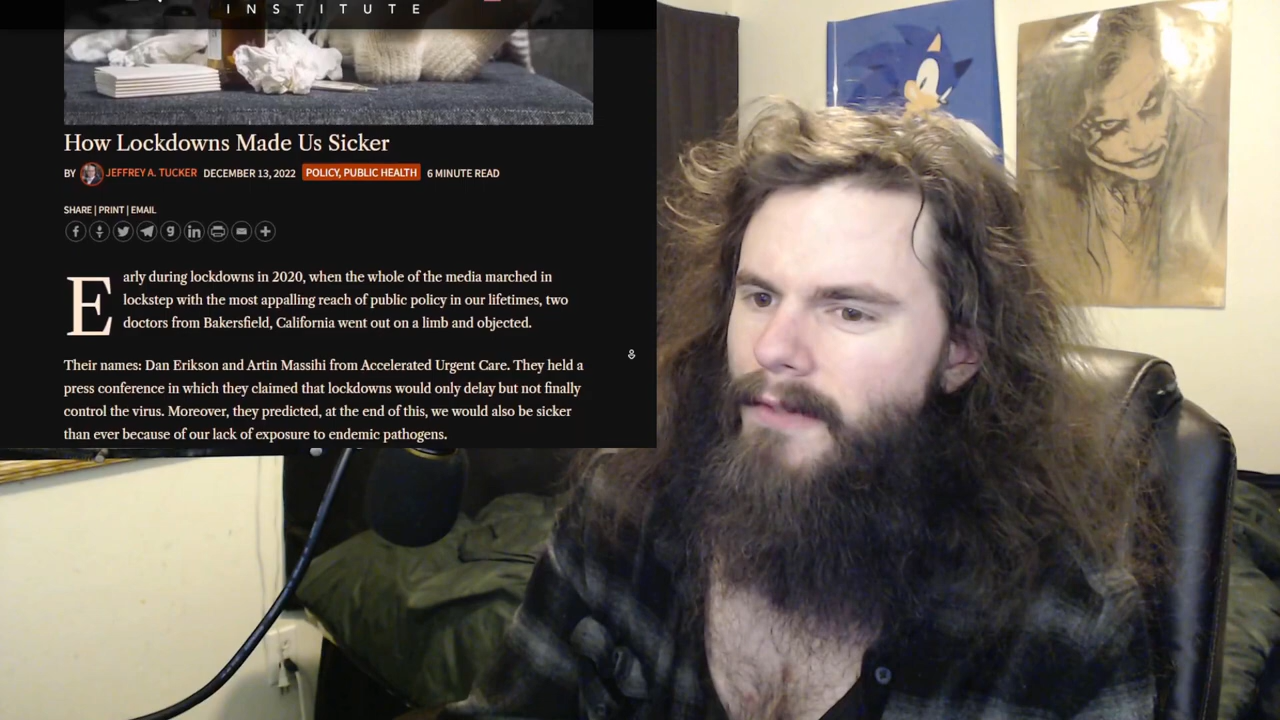 INSTITUTE
How Lockdowns Made Us Sicker
BY JEFFREY A. TUCKER DECEMBER 13, 2022 POLICY, PUBLIC HEALTH 6 MINUTE READ
SHARE | PRINT | EMAIL
Early during lockdowns in 2020, when the whole of the media marched in
lockstep with the most appalling reach of public policy in our lifetimes, two
doctors from Bakersfield, California went out on a limb and objected.
Their names: Dan Erikson and Artin Massihi from Accelerated Urgent Care. They held a
press conference in which they claimed that lockdowns would only delay but not finally
control the virus. Moreover, they predicted, at the end of this, we would also be sicker
than ever because of our lack of exposure to endemic pathogens.